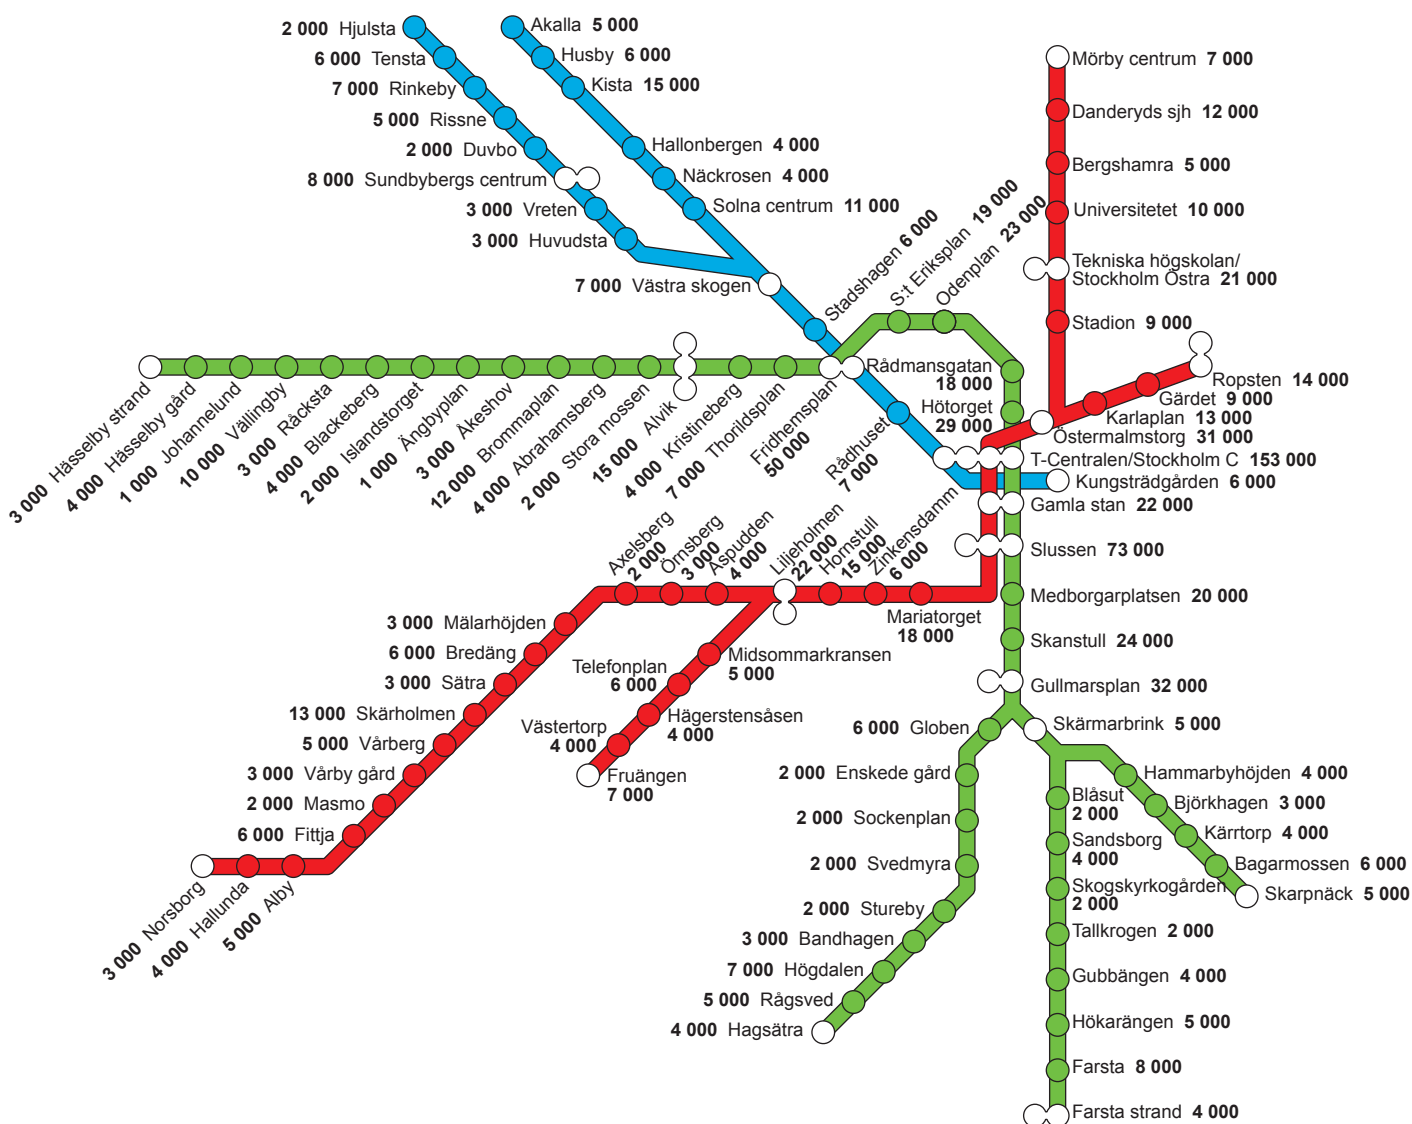 2 000 Hjulsta
6 000 Tensta
7 000 Rinkeby
5 000 Rissne
2 000 Duvbo
8 000 Sundbybergs centrum
3 000 Vreten
3 000 Huvudsta
7 000 Västra skogen
Akalla 5 000
Husby 6 000
Kista 15 000
Hallonbergen 4 000
Näckrosen 4 000
Solna centrum 11 000
Stadshagen 6 000
S:t Eriksplan 19 000
Odenplan 23 000
Rådmansgatan
18 000
Hötorget
29 000
Mörby centrum 7 000
Danderyds sjh 12 000
Bergshamra 5 000
Universitetet 10 000
Tekniska högskolan/
Stockholm Östra 21 000
Stadion 9 000
Ropsten 14 000
Gärdet 9 000
Karlaplan 13 000
Östermalmstorg 31 000
T-Centralen/Stockholm C 153 000
Kungsträdgården 6 000
Gamla stan 22 000
Slussen 73 000
Medborgarplatsen 20 000
Skanstull 24 000
Gullmarsplan 32 000
Skärmarbrink 5 000
3 000 Hässelby strand
4 000 Hässelby gård
1 000 Johannelund
10 000 Vällingby
3 000 Råcksta
4 000 Blackeberg
2 000 Islandstorget
1 000 Ängbyplan
3 000 Åkeshov
12 000 Brommaplan
4 000 Abrahamsberg
2 000 Stora mossen
15 000 Alvik
4 000 Kristineberg
7 000 Thorildsplan
Fridhemsplan
50 000
Rådhuset
7 000
Axelsberg
2 000
Örnsberg
3 000
Aspudden
4 000
Liljeholmen
22 000
Hornstull
15 000
Zinkensdamm
6 000
Mariatorget
18 000
3 000 Mälarhöjden
6 000 Bredäng
3 000 Sätra
13 000 Skärholmen
5 000 Vårberg
3 000 Vårby gård
2 000 Masmo
6 000 Fittja
3 000 Norsborg
4 000 Hallunda
5 000 Alby
Midsommarkransen
5 000
Telefonplan
6 000
Hägerstensåsen
4 000
Västertorp
4 000
Fruängen
7 000
6 000 Globen
2 000 Enskede gård
2 000 Sockenplan
2 000 Svedmyra
2 000 Stureby
3 000 Bandhagen
7 000 Högdalen
5 000 Rågsved
4 000 Hagsätra
Hammarbyhöjden 4 000
Björkhagen 3 000
Kärrtorp 4 000
Bagarmossen 6 000
Skarpnäck 5 000
Blåsut
2 000
Sandsborg
4 000
Skogskyrkogården
2 000
Tallkrogen 2 000
Gubbängen 4 000
Hökarängen 5 000
Farsta 8 000
Farsta strand 4 000